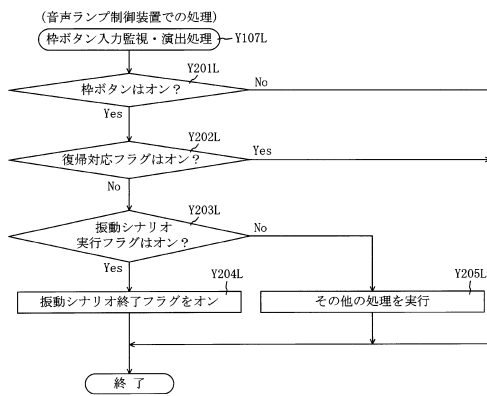 (音声ランプ制御装置での処理)
枠ボタン入力監視・演出処理
Y107L
Y201L
枠ボタンはオン?
No
Yes
Y202L
復帰対応フラグはオン?
Yes
No
Y203L
振動シナリオ
実行フラグはオン?
No
Yes
Y204L
振動シナリオ終了フラグをオン
Y205L
その他の処理を実行
終 了